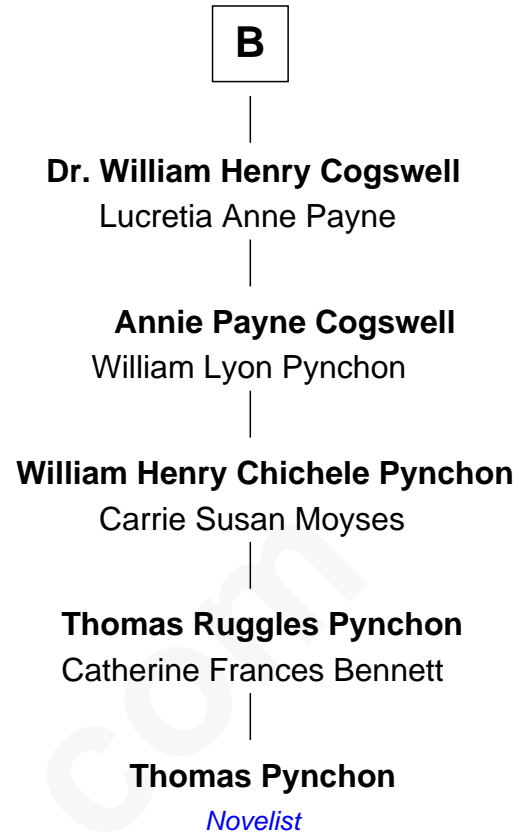 B
Dr. William Henry Cogswell
Lucretia Anne Payne
Annie Payne Cogswell
William Lyon Pynchon
William Henry Chichele Pynchon
Carrie Susan Moyses
Thomas Ruggles Pynchon
Catherine Frances Bennett
Thomas Pynchon
Novelist
com